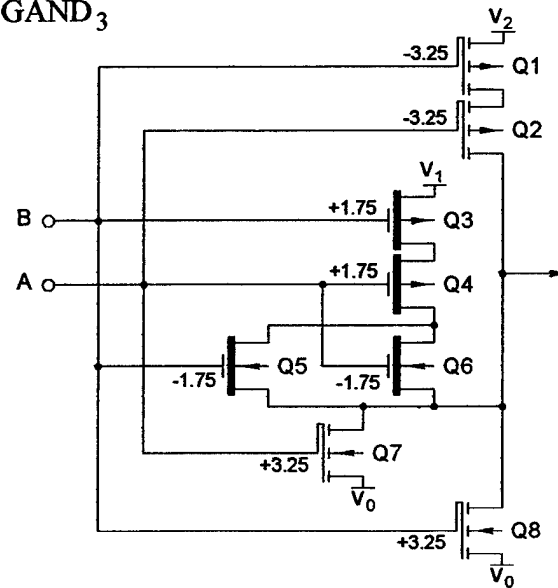 GAND3
V2
-3.25 Q1
-3.25 Q2
V1
B +1.75 Q3
A +1.75 Q4
-1.75 Q5 -1.75 Q6
+3.25 Q7
V0
+3.25 Q8
V0